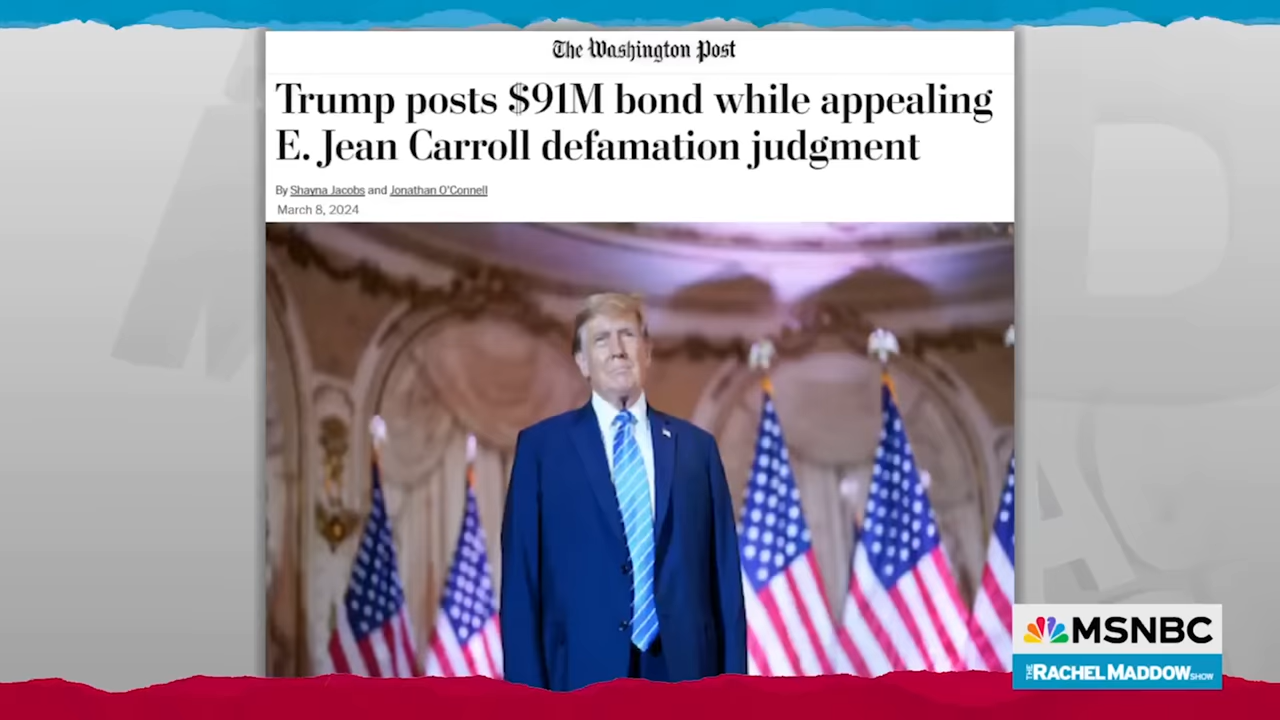 The Washington Post
Trump posts $91M bond while appealing
E. Jean Carroll defamation judgment
By Shayna Jacobs and Jonathan O'Connell
March 8, 2024
MSNBC
THE RACHEL MADDOW SHOW